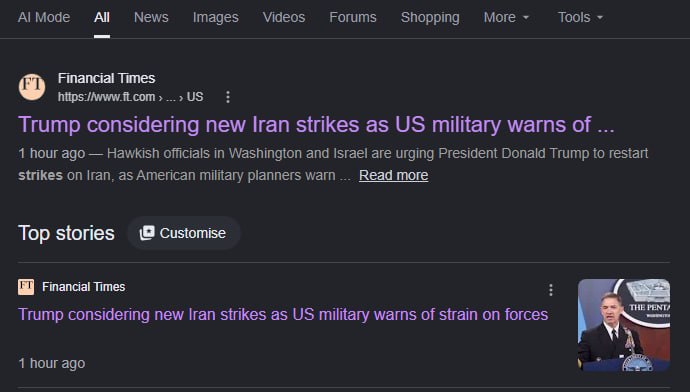 AI Mode All News Images Videos Forums Shopping More Tools
FT
Financial Times
https://www.ft.com › ... › US
Trump considering new Iran strikes as US military warns of ...
1 hour ago — Hawkish officials in Washington and Israel are urging President Donald Trump to restart
strikes on Iran, as American military planners warn ... Read more
Top stories Customise
FT Financial Times
Trump considering new Iran strikes as US military warns of strain on forces
THE PENTA
WASHINGTON
1 hour ago